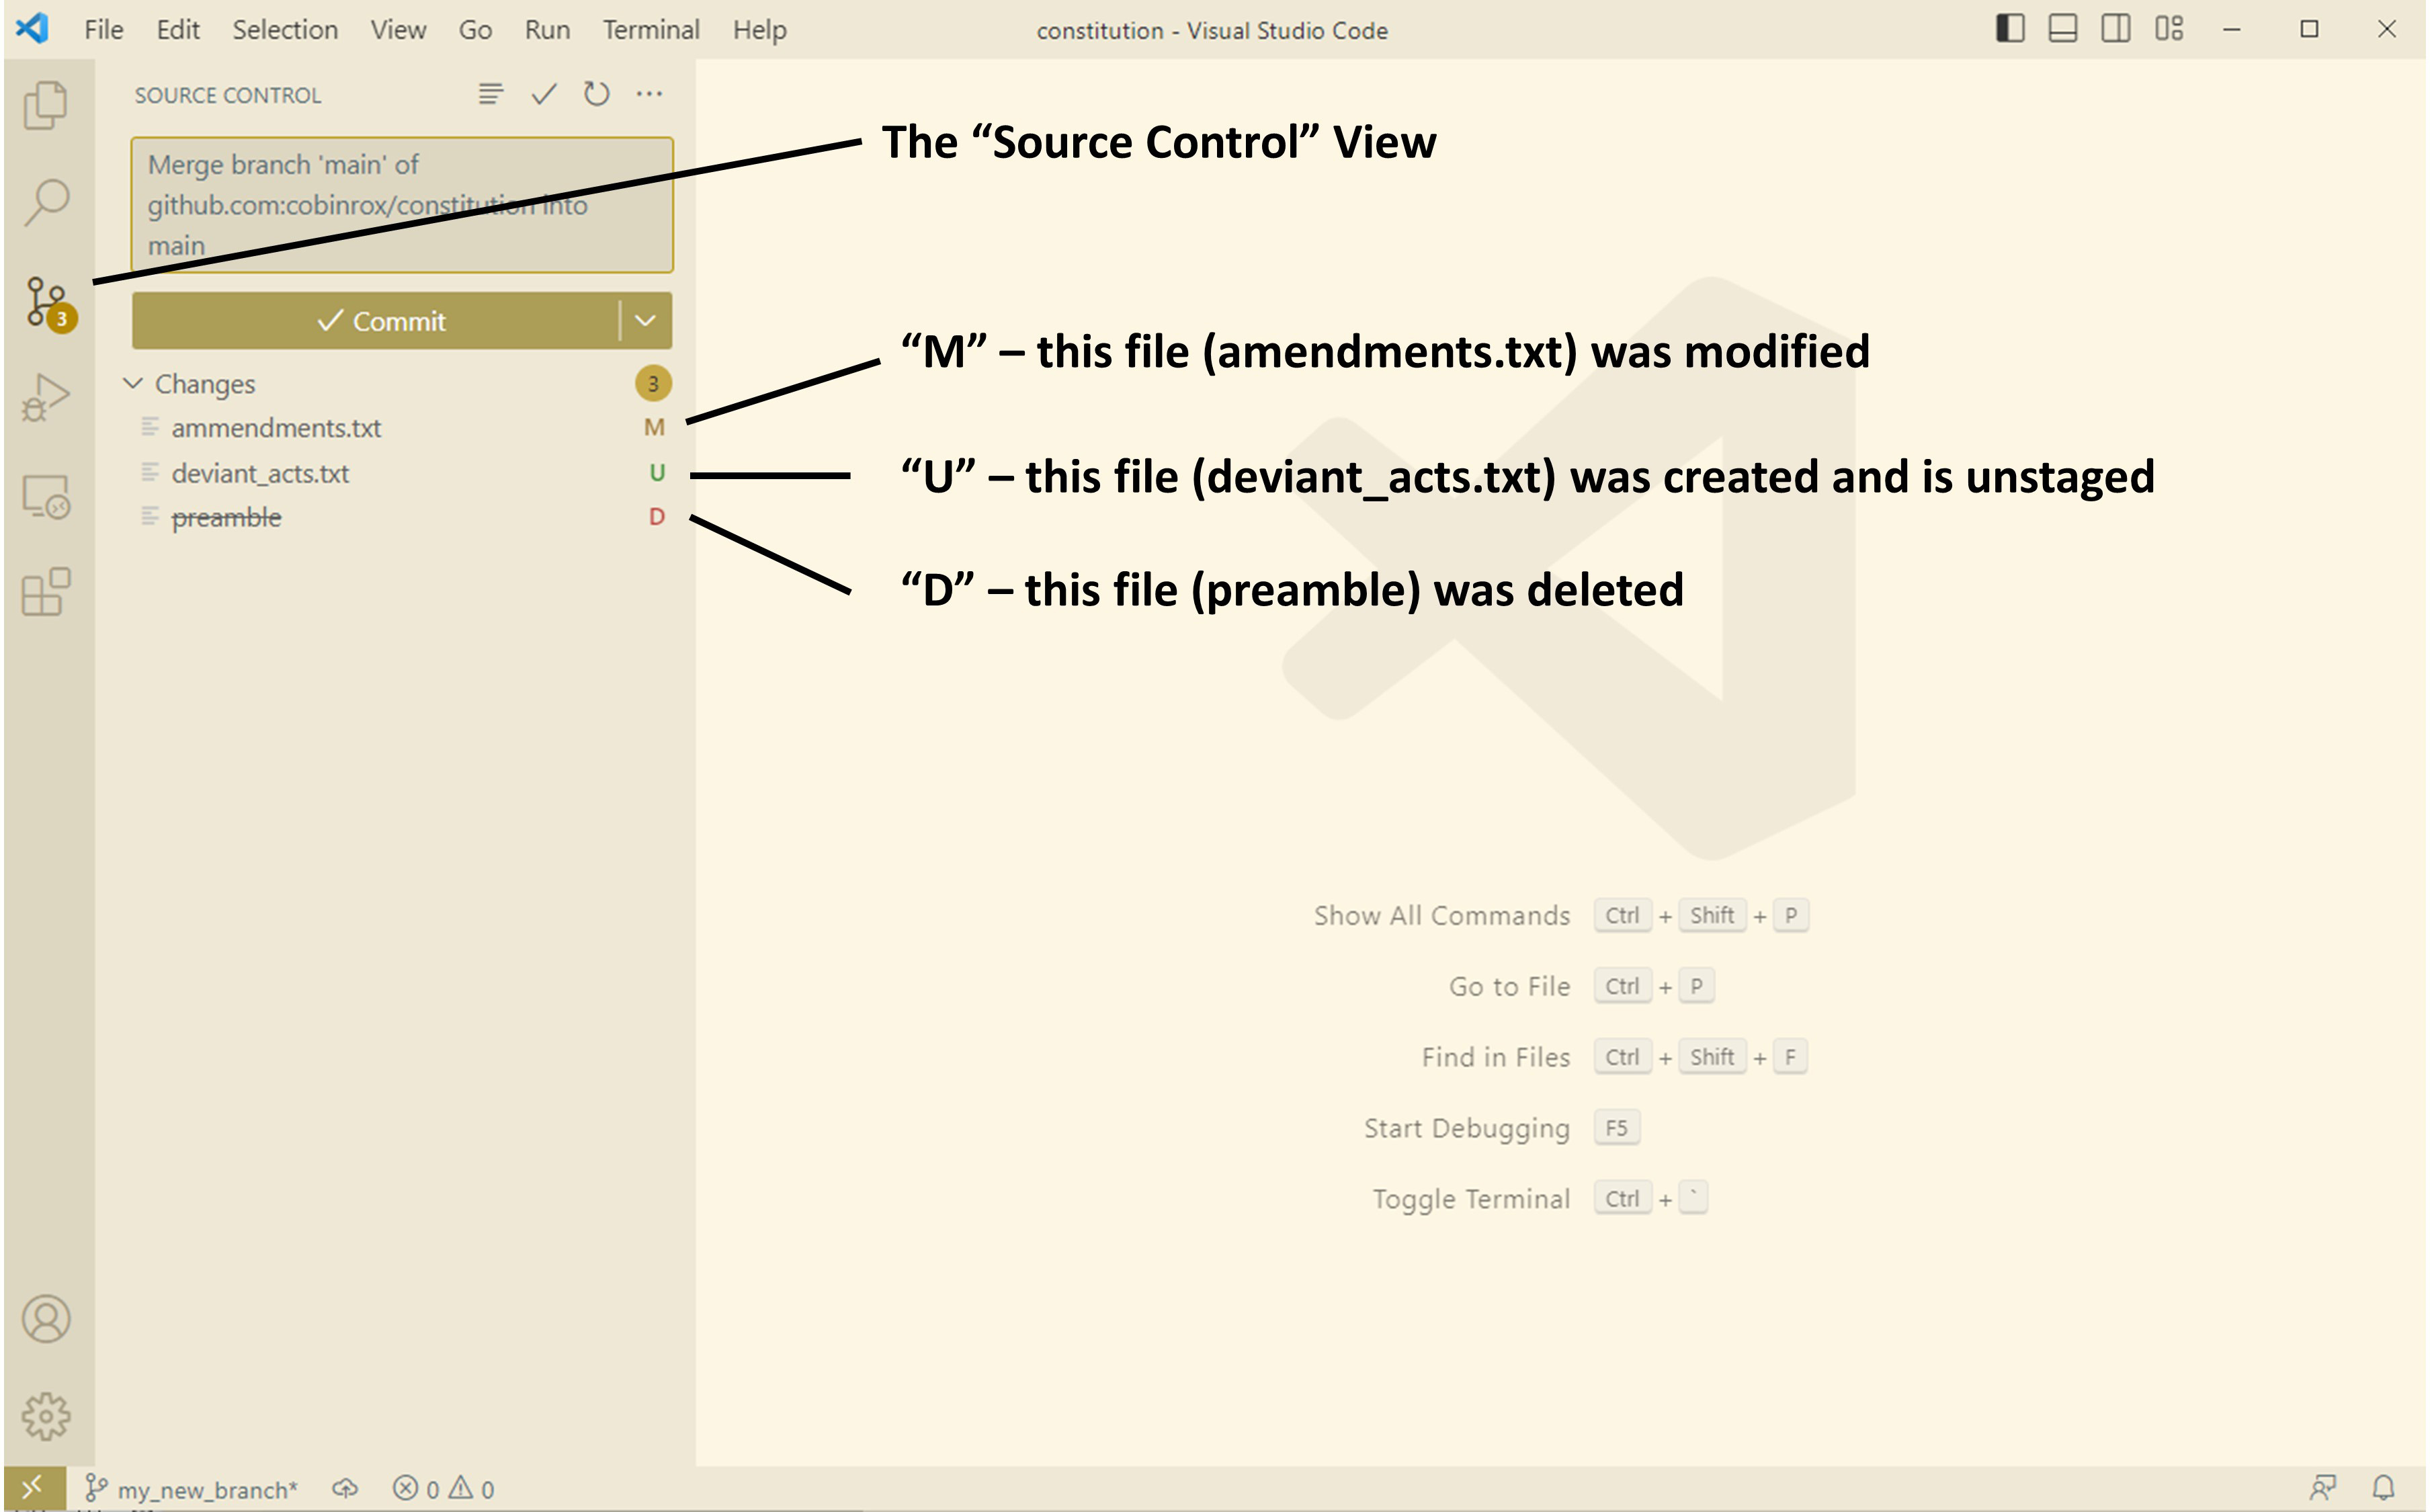 File Edit Selection View Go Run Terminal Help constitution - Visual Studio Code
SOURCE CONTROL
Merge branch 'main' of
github.com:cobinrox/constitution into
main
The “Source Control” View
3
Commit
Changes 3
ammendments.txt M
deviant_acts.txt U
preamble D
“M” – this file (amendments.txt) was modified
“U” – this file (deviant_acts.txt) was created and is unstaged
“D” – this file (preamble) was deleted
Show All Commands Ctrl + Shift + P
Go to File Ctrl + P
Find in Files Ctrl + Shift + F
Start Debugging F5
Toggle Terminal Ctrl + `
my_new_branch* 0 0